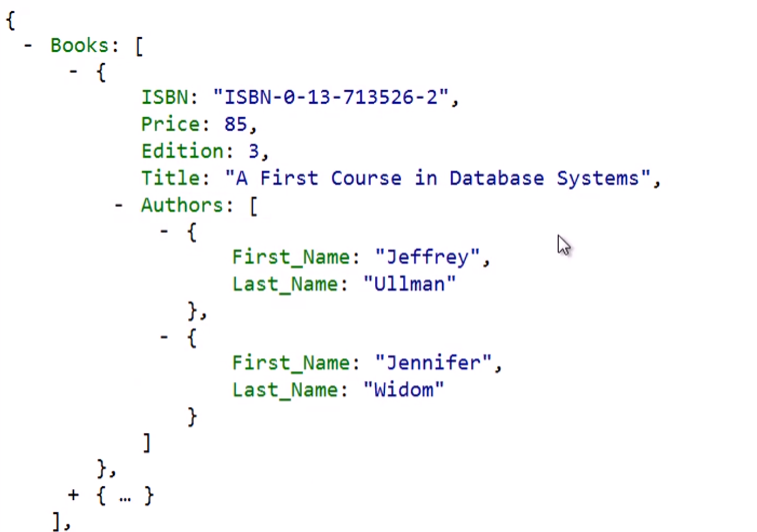 {
- Books: [
- {
ISBN: "ISBN-0-13-713526-2",
Price: 85,
Edition: 3,
Title: "A First Course in Database Systems",
- Authors: [
- {
First_Name: "Jeffrey",
Last_Name: "Ullman"
},
- {
First_Name: "Jennifer",
Last_Name: "Widom"
}
]
},
+ { … }
],